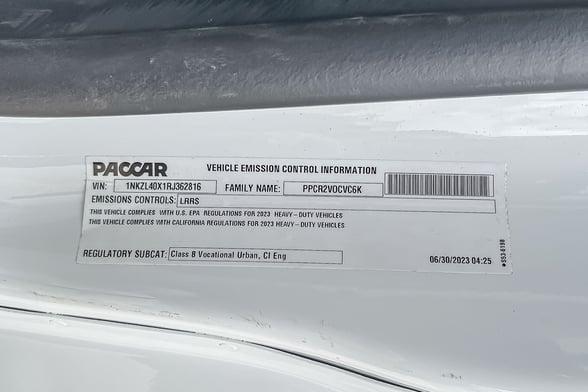 PACCAR VEHICLE EMISSION CONTROL INFORMATION
VIN: 1NKZL40X1RJ362816 FAMILY NAME: PPCR2VOCVC6K
EMISSIONS CONTROLS: LRRS
THIS VEHICLE COMPLIES WITH U.S. EPA REGULATIONS FOR 2023 HEAVY-DUTY VEHICLES
THIS VEHICLE COMPLIES WITH CALIFORNIA REGULATIONS FOR 2023 HEAVY-DUTY VEHICLES
REGULATORY SUBCAT: Class 8 Vocational Urban, CI Eng
06/30/2023 04:25
S53-6198